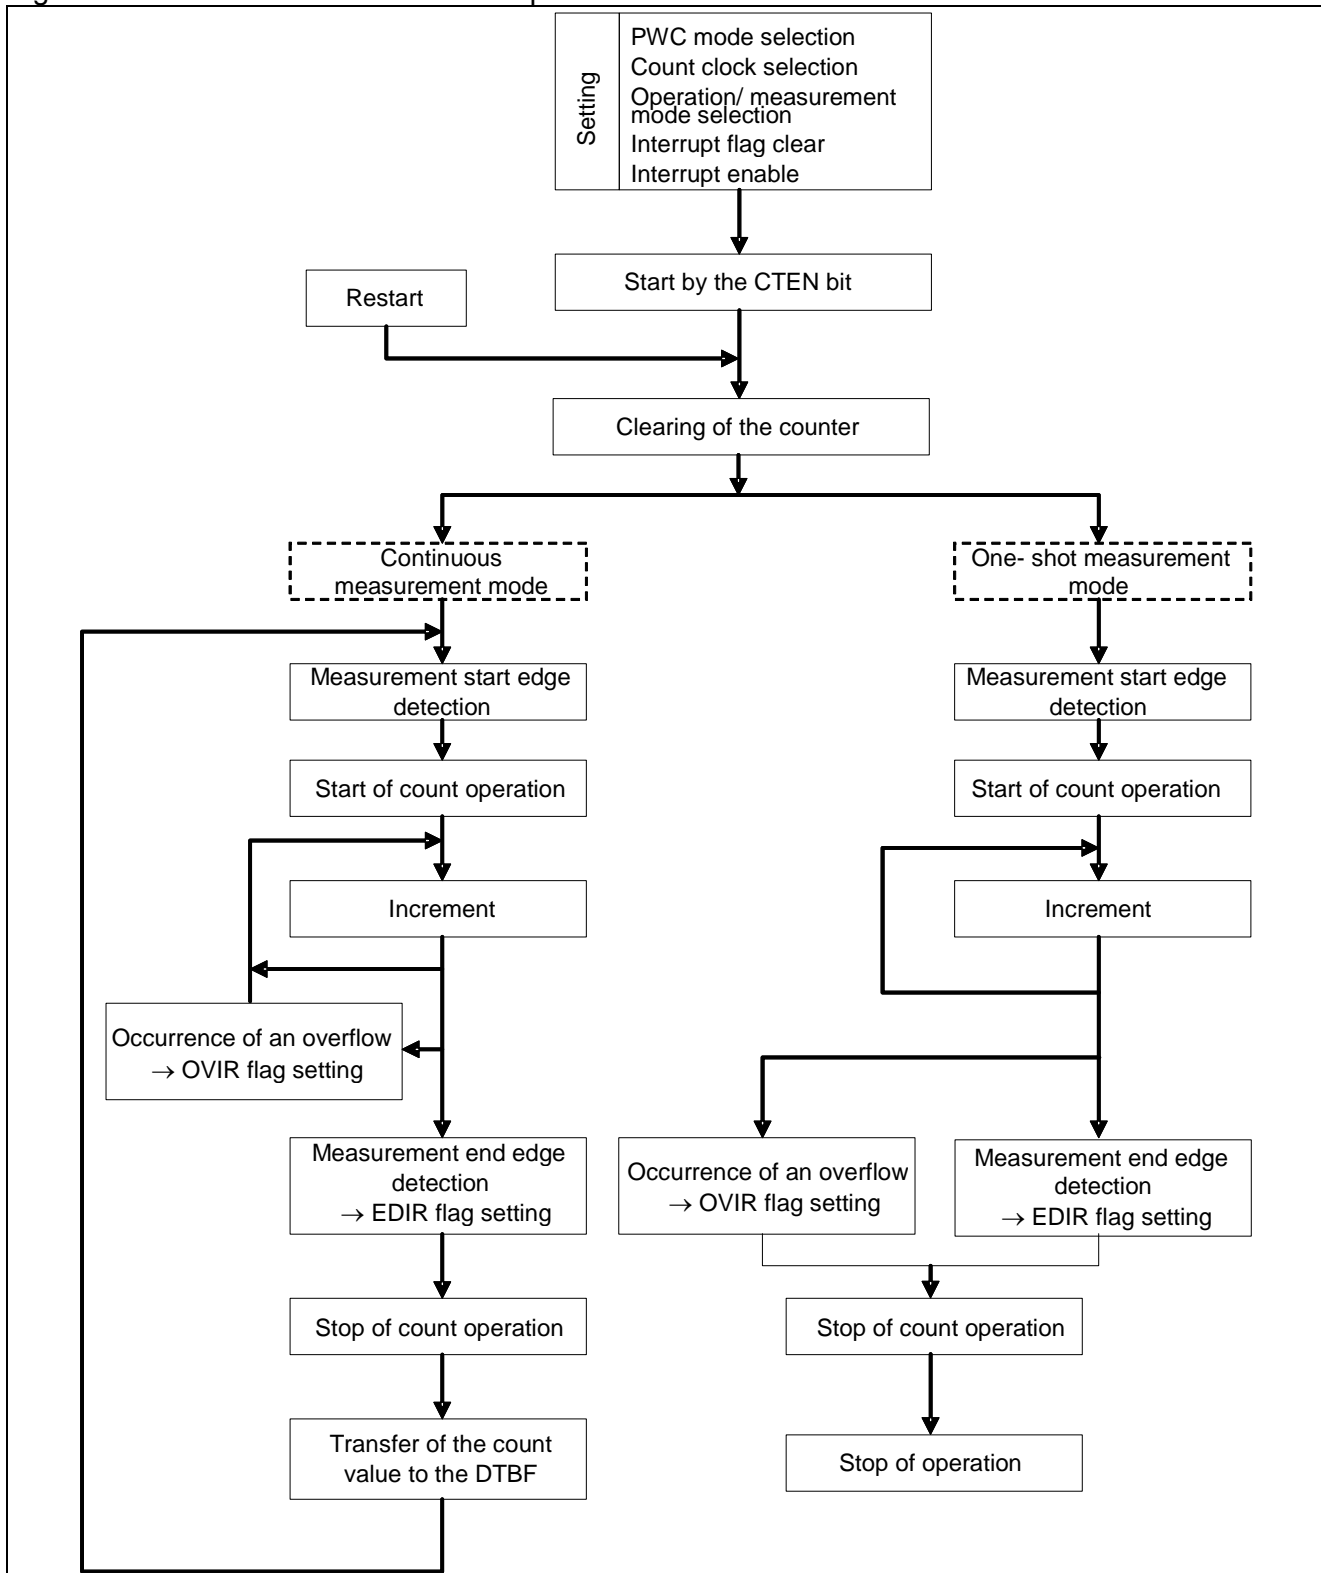 Setting
PWC mode selection
Count clock selection
Operation/ measurement
mode selection
Interrupt flag clear
Interrupt enable
Start by the CTEN bit
Restart
Clearing of the counter
Continuous
measurement mode
One- shot measurement
mode
Measurement start edge
detection
Measurement start edge
detection
Start of count operation
Start of count operation
Increment
Increment
Occurrence of an overflow
→ OVIR flag setting
Measurement end edge
detection
→ EDIR flag setting
Occurrence of an overflow
→ OVIR flag setting
Measurement end edge
detection
→ EDIR flag setting
Stop of count operation
Stop of count operation
Transfer of the count
value to the DTBF
Stop of operation